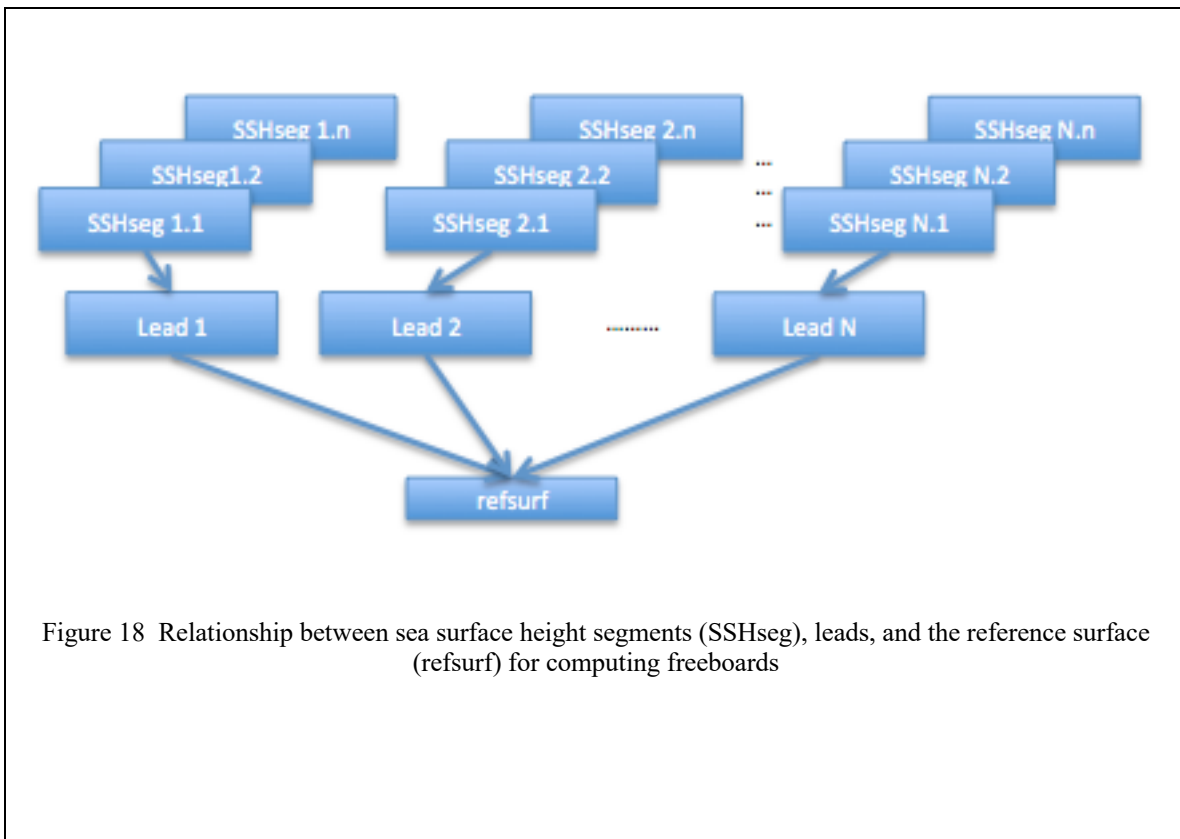 SSHseg 1.n
SSHseg 2.n
SSHseg N.n
SSHseg1.2
SSHseg 2.2
...
SSHseg N.2
...
SSHseg 1.1
SSHseg 2.1
...
SSHseg N.1
Lead 1
Lead 2
.........
Lead N
refsurf
Figure 18 Relationship between sea surface height segments (SSHseg), leads, and the reference surface
(refsurf) for computing freeboards